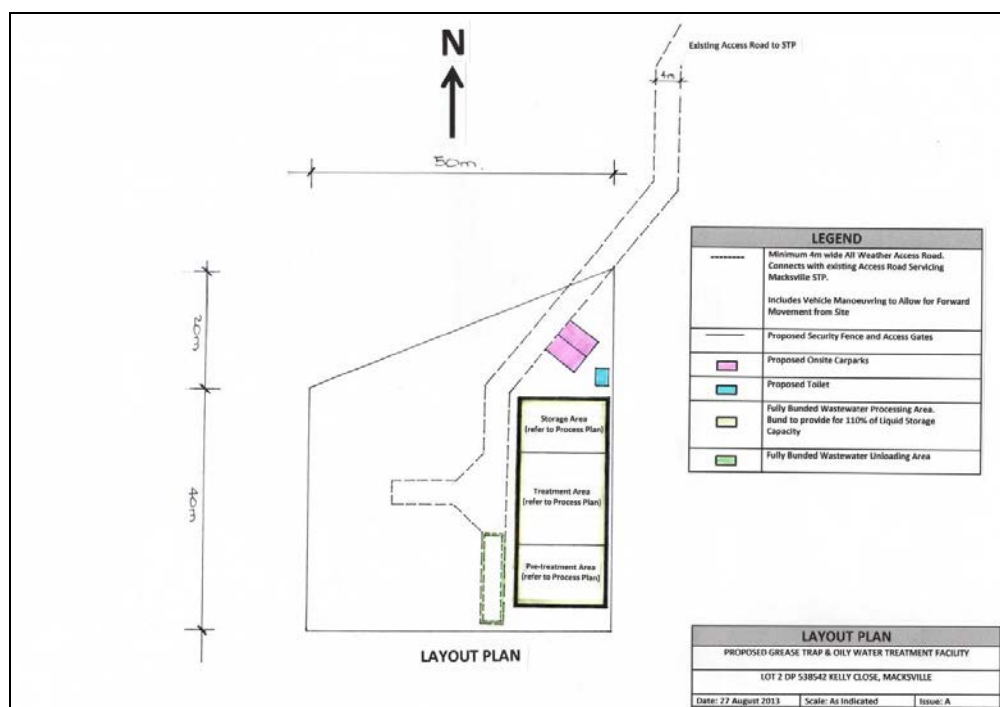 N
Existing Access Road to STP
4m
50m.
20m
40m
LEGEND
Minimum 4m wide All Weather Access Road.
Connects with existing Access Road Servicing
Macksville STP.
Includes Vehicle Manoeuvring to Allow for Forward
Movement from Site
Proposed Security Fence and Access Gates
Proposed Onsite Carparks
Proposed Toilet
Fully Bunded Wastewater Processing Area.
Bund to provide for 110% of Liquid Storage
Capacity
Fully Bunded Wastewater Unloading Area
Storage Area
(refer to Process Plan)
Treatment Area
(refer to Process Plan)
Pre-treatment Area
(refer to Process Plan)
LAYOUT PLAN
LAYOUT PLAN
PROPOSED GREASE TRAP & OILY WATER TREATMENT FACILITY
LOT 2 DP 538542 KELLY CLOSE, MACKSVILLE
Date: 27 August 2013 Scale: As Indicated Issue: A